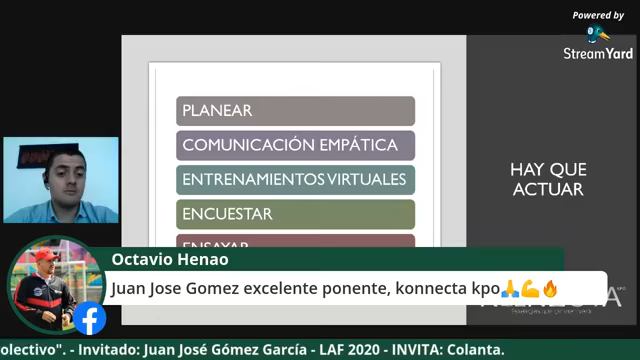 Powered by
StreamYard
PLANEAR
COMUNICACIÓN EMPÁTICA
ENTRENAMIENTOS VIRTUALES
ENCUESTAR
ENSAYAR
HAY QUE
ACTUAR
Octavio Henao
Juan Jose Gomez excelente ponente, konnecta kpo🙏💪🔥
olectivo". - Invitado: Juan José Gómez García - LAF 2020 - INVITA: Colanta.